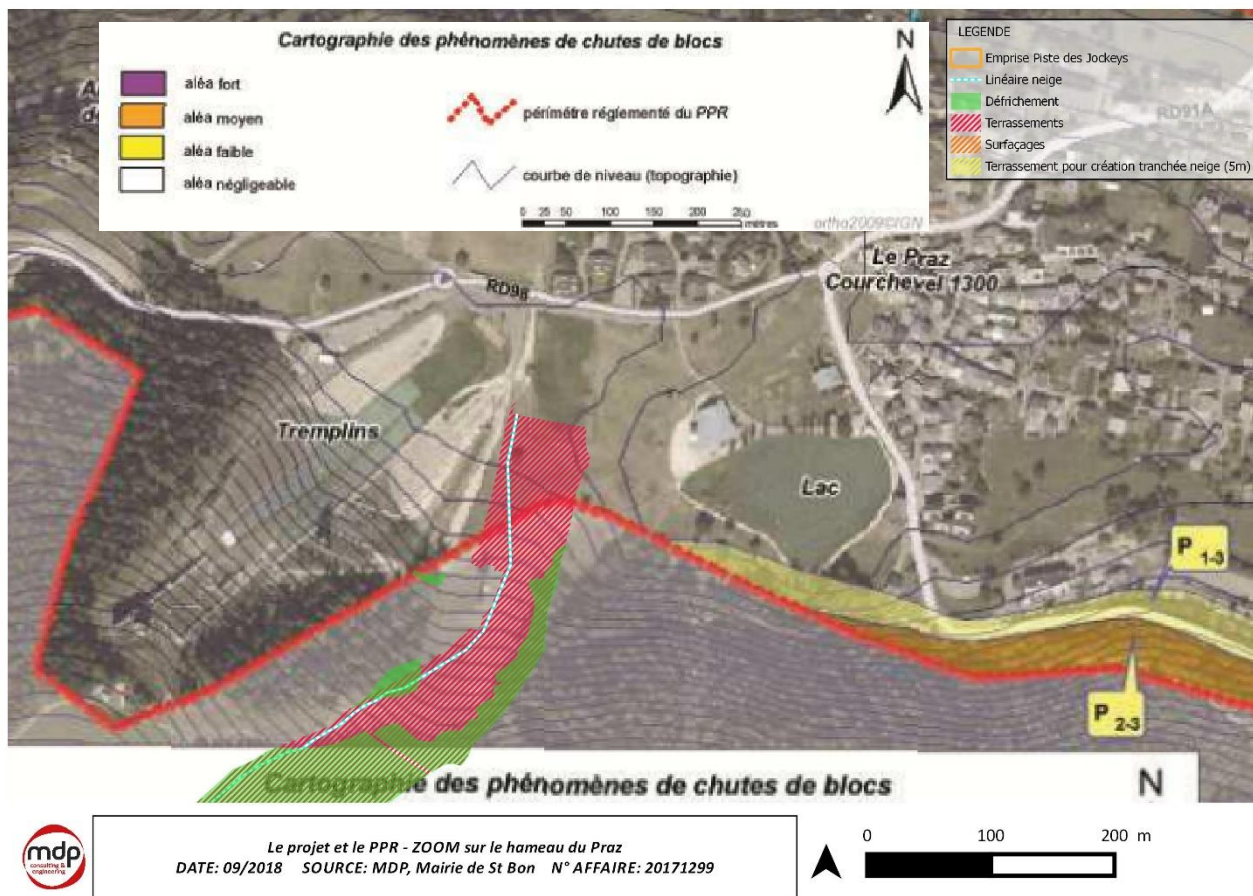 Cartographie des phénomènes de chutes de blocs
N
aléa fort
aléa moyen
aléa faible
aléa négligeable
périmètre réglementé du PPR
courbe de niveau (topographie)
0 25 50 100 150 200 250
mètres
ortho2009©IGN
LEGENDE
Emprise Piste des Jockeys
Linéaire neige
Défrichement
Terrassements
Surfaçages
Terrassement pour création tranchée neige (5m)
RD91A
RD98
Le Praz
Courchevel 1300
Tremplins
Lac
P 1-3
P 2-3
Cartographie des phénomènes de chutes de blocs
N
mdp
consulting &
engineering
Le projet et le PPR - ZOOM sur le hameau du Praz
DATE: 09/2018 SOURCE: MDP, Mairie de St Bon N° AFFAIRE: 20171299
0 100 200 m